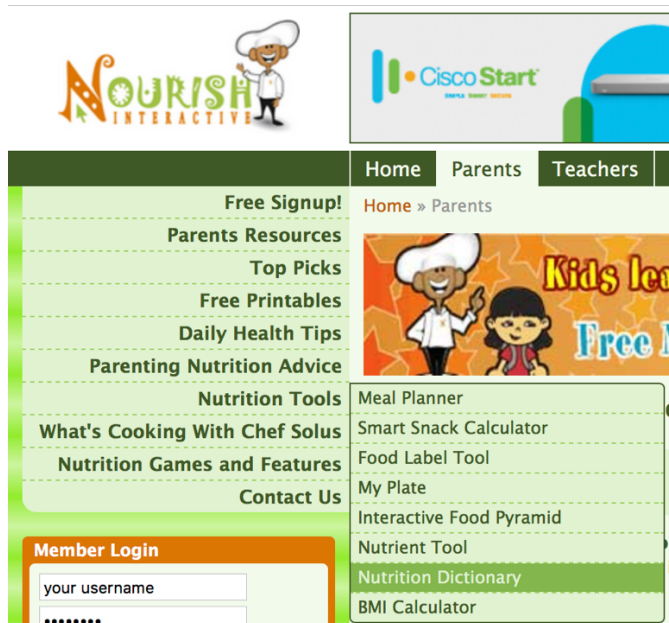 NOURISH
INTERACTIVE
Cisco Start
SIMPLE SMART SECURE
Home Parents Teachers
Free Signup!
Parents Resources
Top Picks
Free Printables
Daily Health Tips
Parenting Nutrition Advice
Nutrition Tools
What's Cooking With Chef Solus
Nutrition Games and Features
Contact Us
Home » Parents
Kids
Free
Meal Planner
Smart Snack Calculator
Food Label Tool
My Plate
Interactive Food Pyramid
Nutrient Tool
Nutrition Dictionary
BMI Calculator
Member Login
your username
••••••••